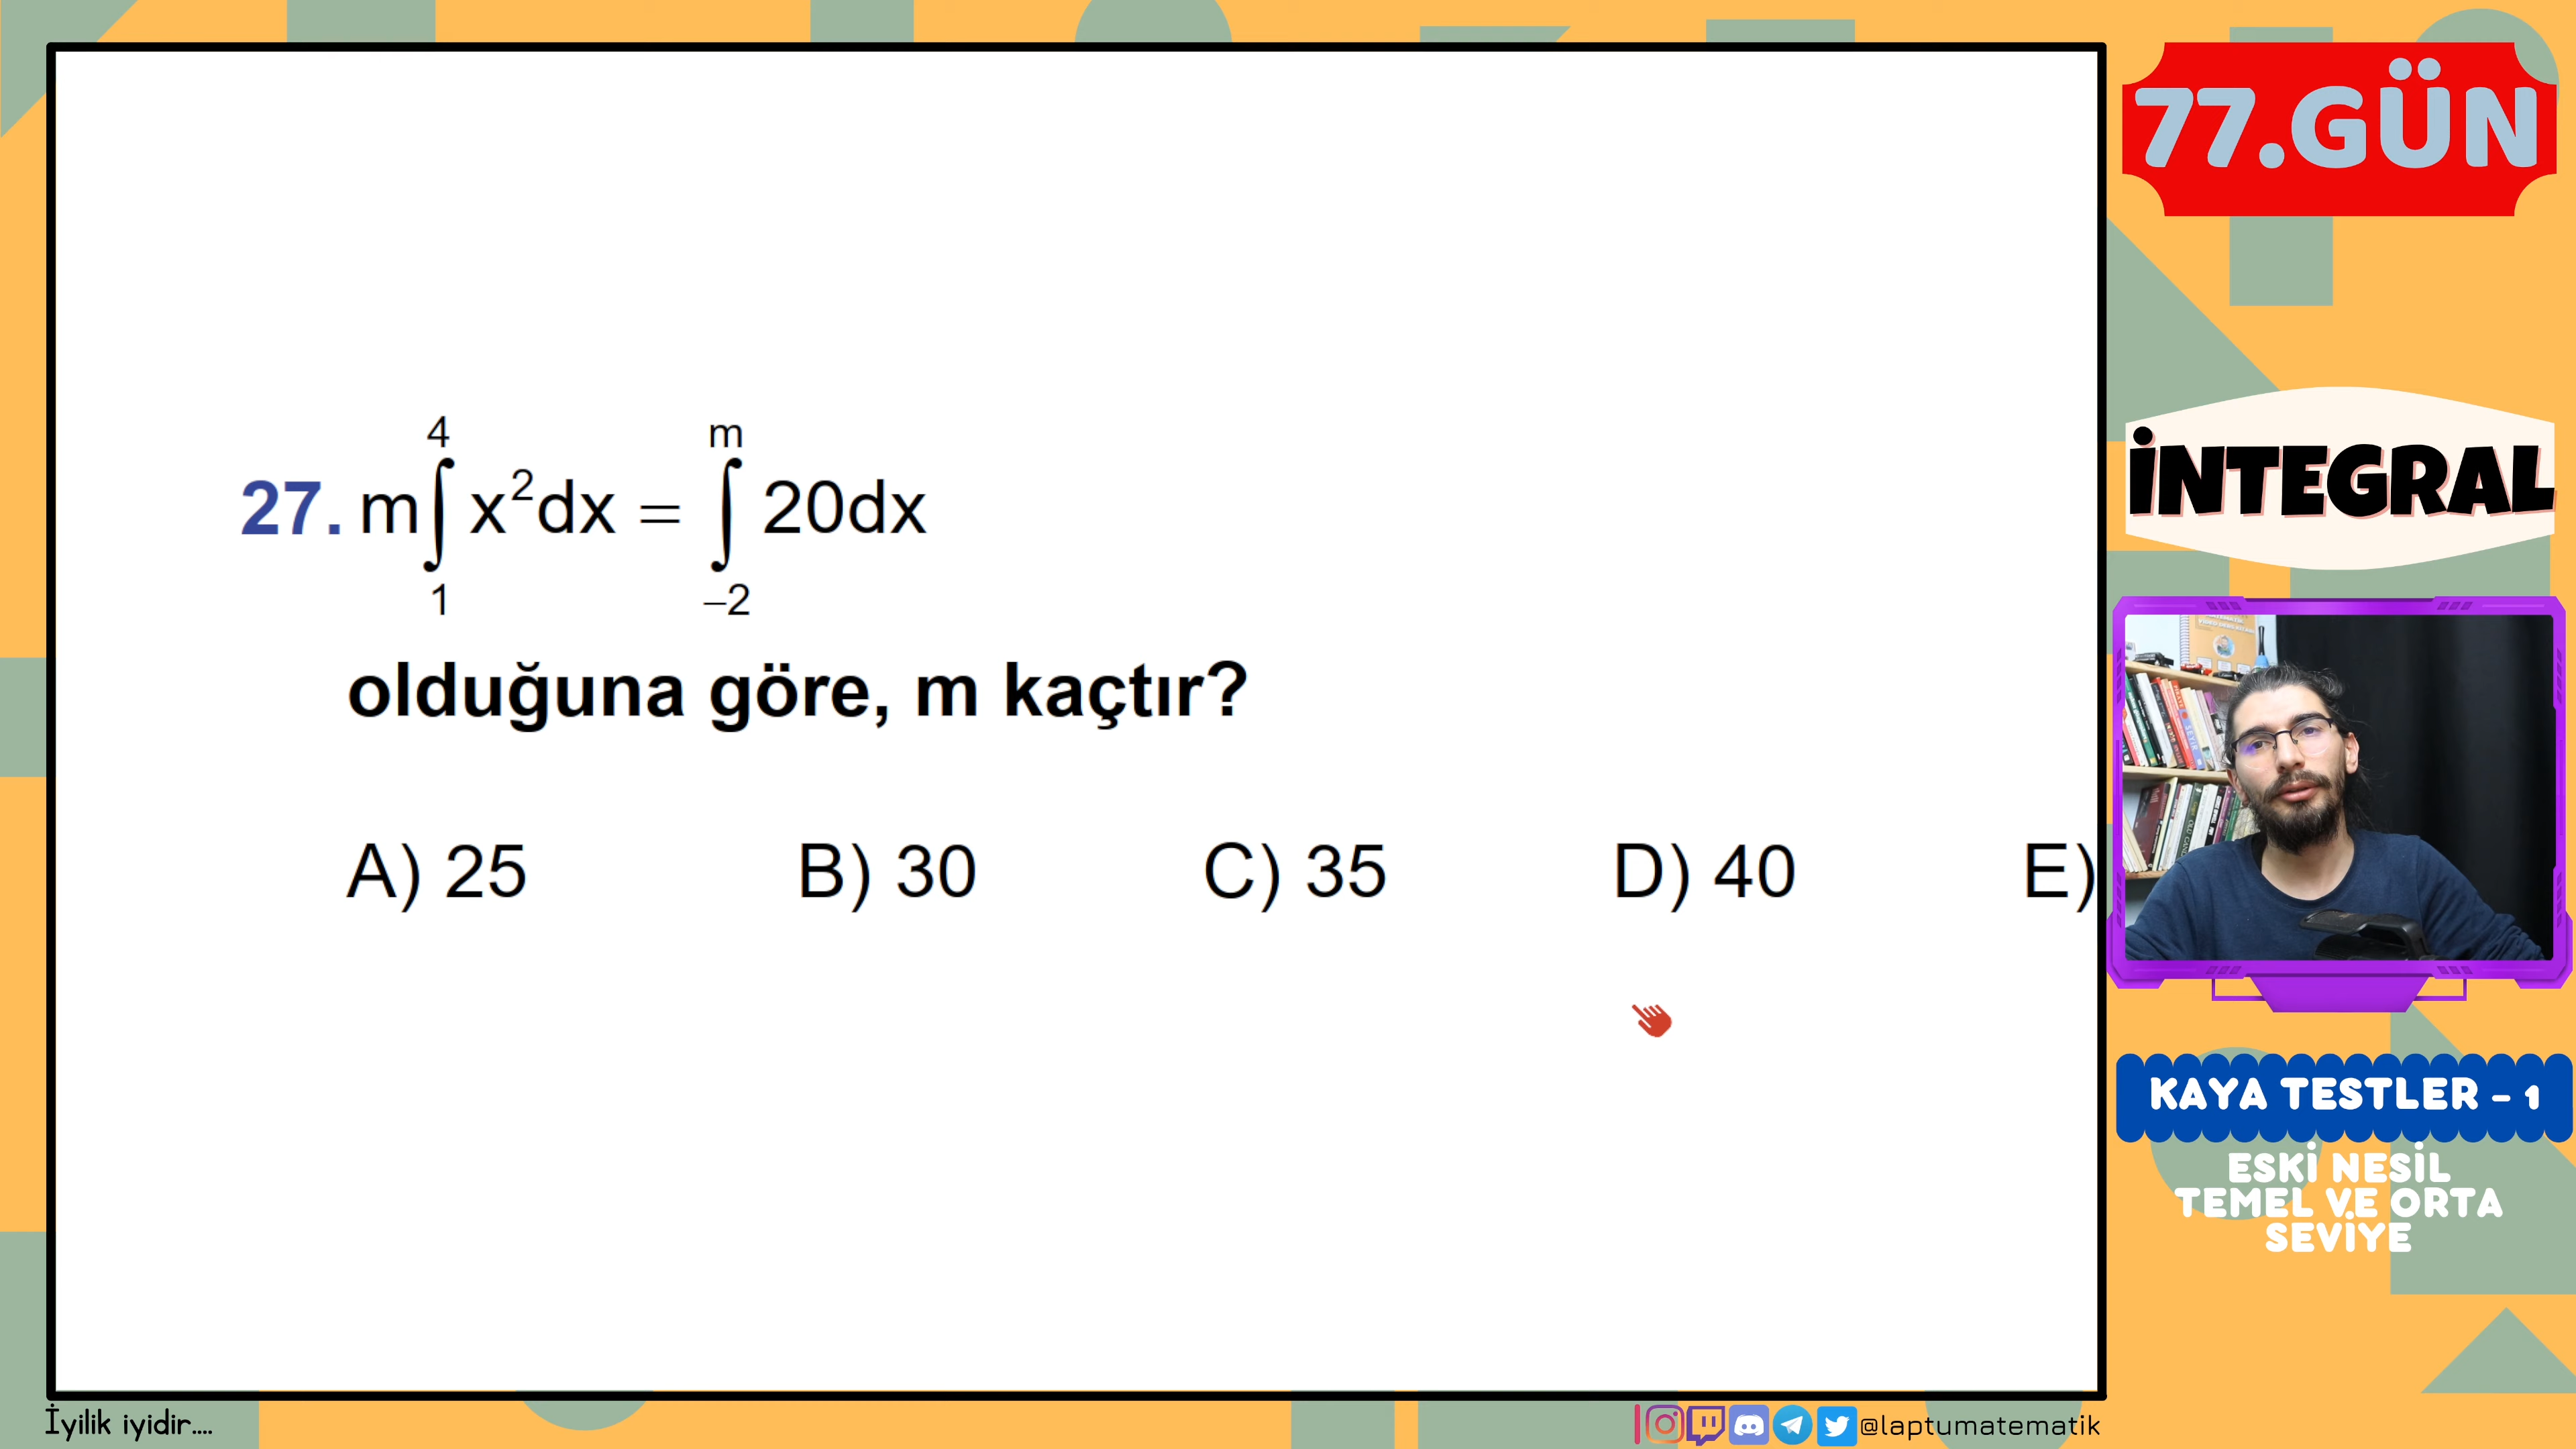 77.GÜN
İNTEGRAL
27. m∫₁⁴ x²dx = ∫₋₂ᵐ 20dx
olduğuna göre, m kaçtır?
A) 25 B) 30 C) 35 D) 40 E)
KAYA TESTLER - 1
ESKİ NESİL
TEMEL VE ORTA
SEVİYE
İyilik iyidir....
@laptumatematik